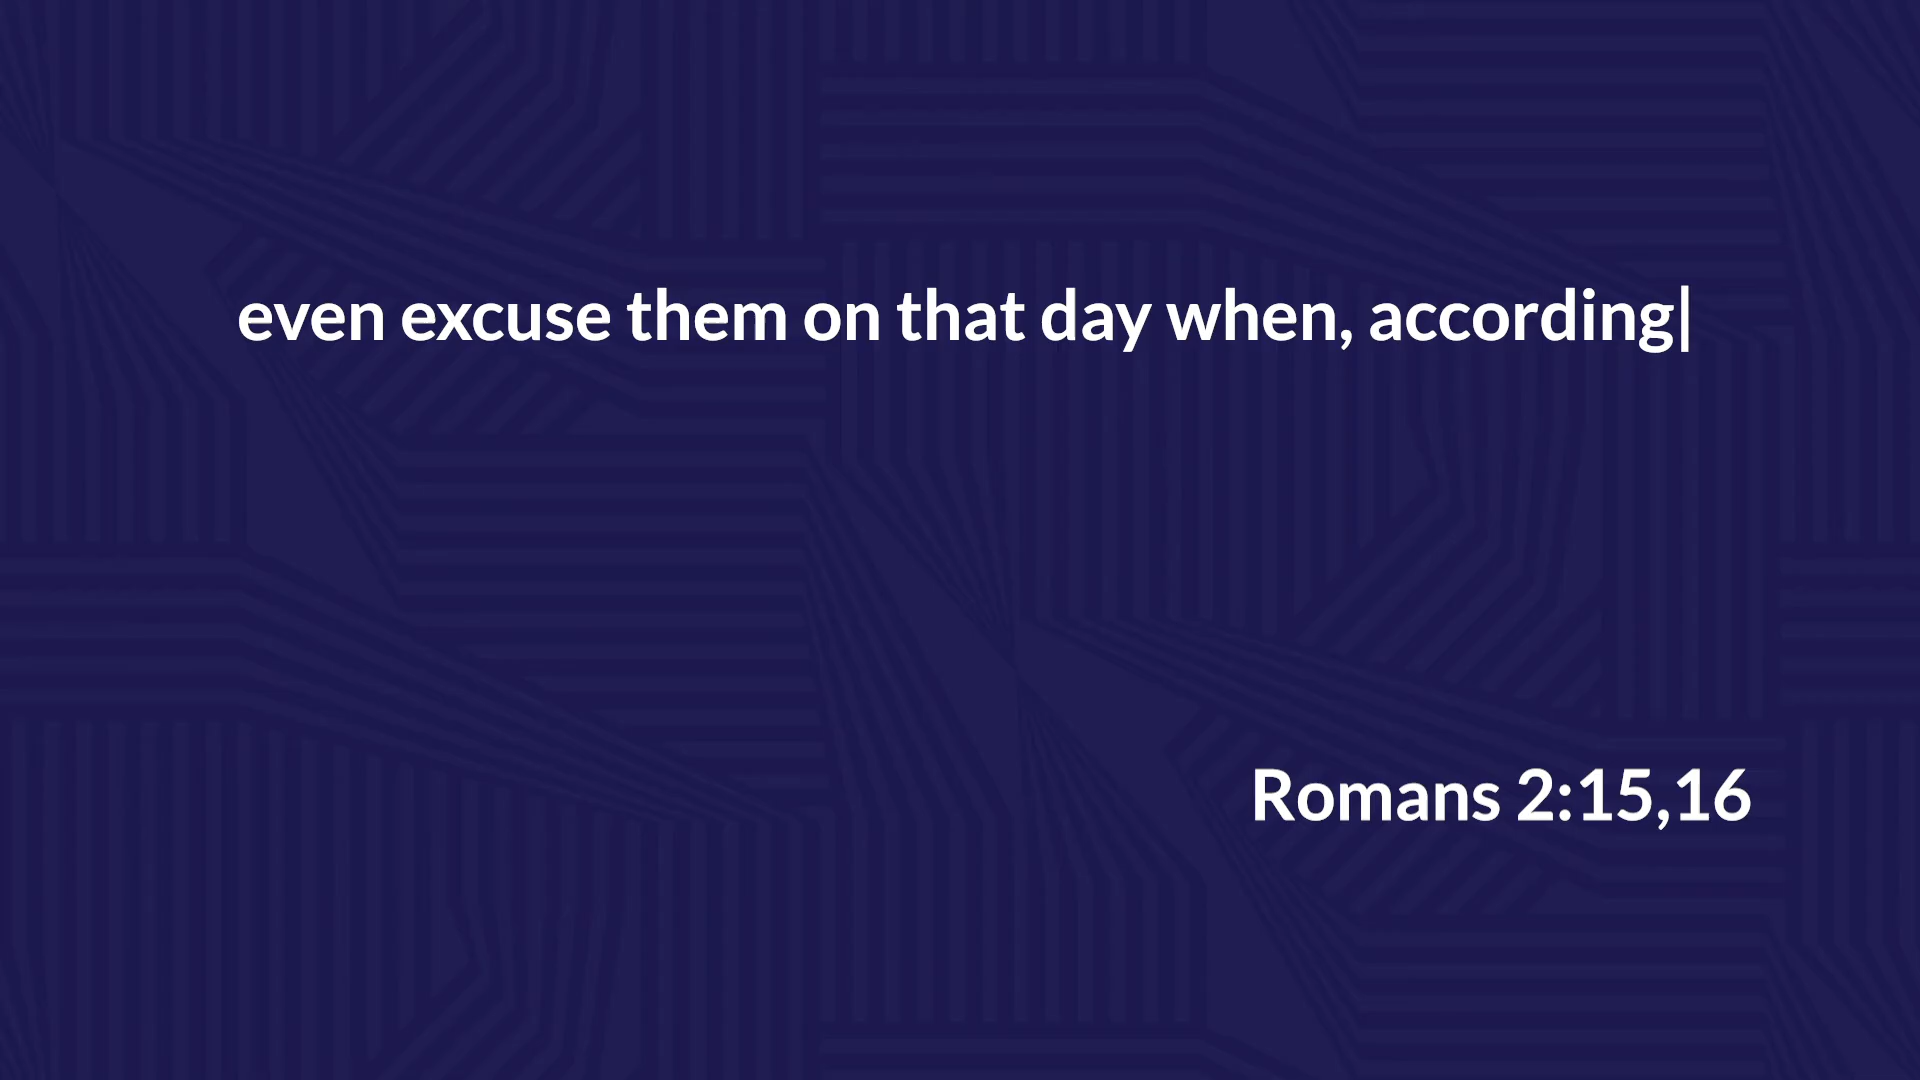 even excuse them on that day when, according|
Romans 2:15,16